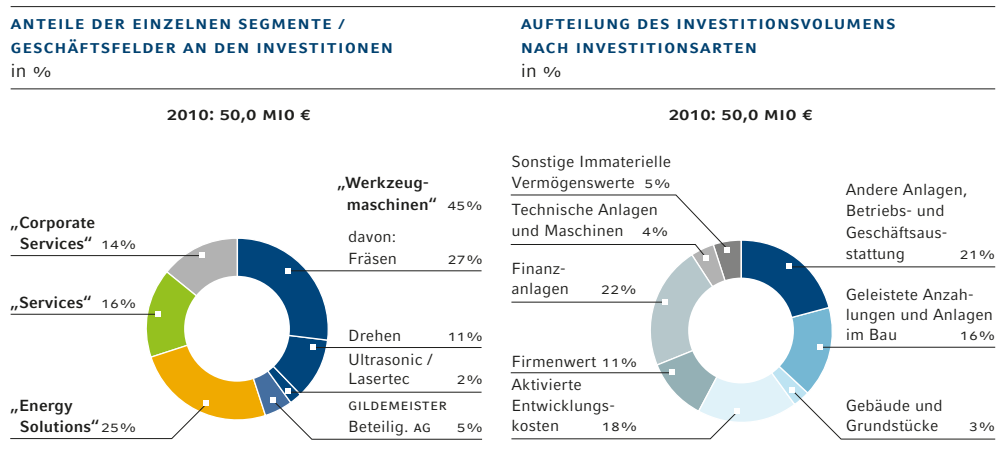 ANTEILE DER EINZELNEN SEGMENTE /
GESCHÄFTSFELDER AN DEN INVESTITIONEN
in %
2010: 50,0 MIO €
„Werkzeug-
maschinen“ 45%
davon:
Fräsen 27%
Drehen 11%
Ultrasonic /
Lasertec 2%
GILDEMEISTER
Beteilig. AG 5%
„Energy
Solutions“ 25%
„Services“ 16%
„Corporate
Services“ 14%
AUFTEILUNG DES INVESTITIONSVOLUMENS
NACH INVESTITIONSARTEN
in %
2010: 50,0 MIO €
Andere Anlagen,
Betriebs- und
Geschäftsaus-
stattung 21%
Geleistete Anzah-
lungen und Anlagen
im Bau 16%
Gebäude und
Grundstücke 3%
Aktivierte
Entwicklungs-
kosten 18%
Firmenwert 11%
Finanz-
anlagen 22%
Technische Anlagen
und Maschinen 4%
Sonstige Immaterielle
Vermögenswerte 5%